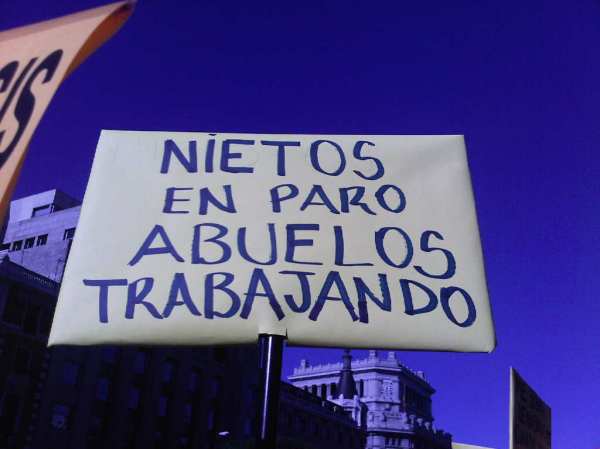 NIETOS
EN PARO
ABUELOS
TRABAJANDO